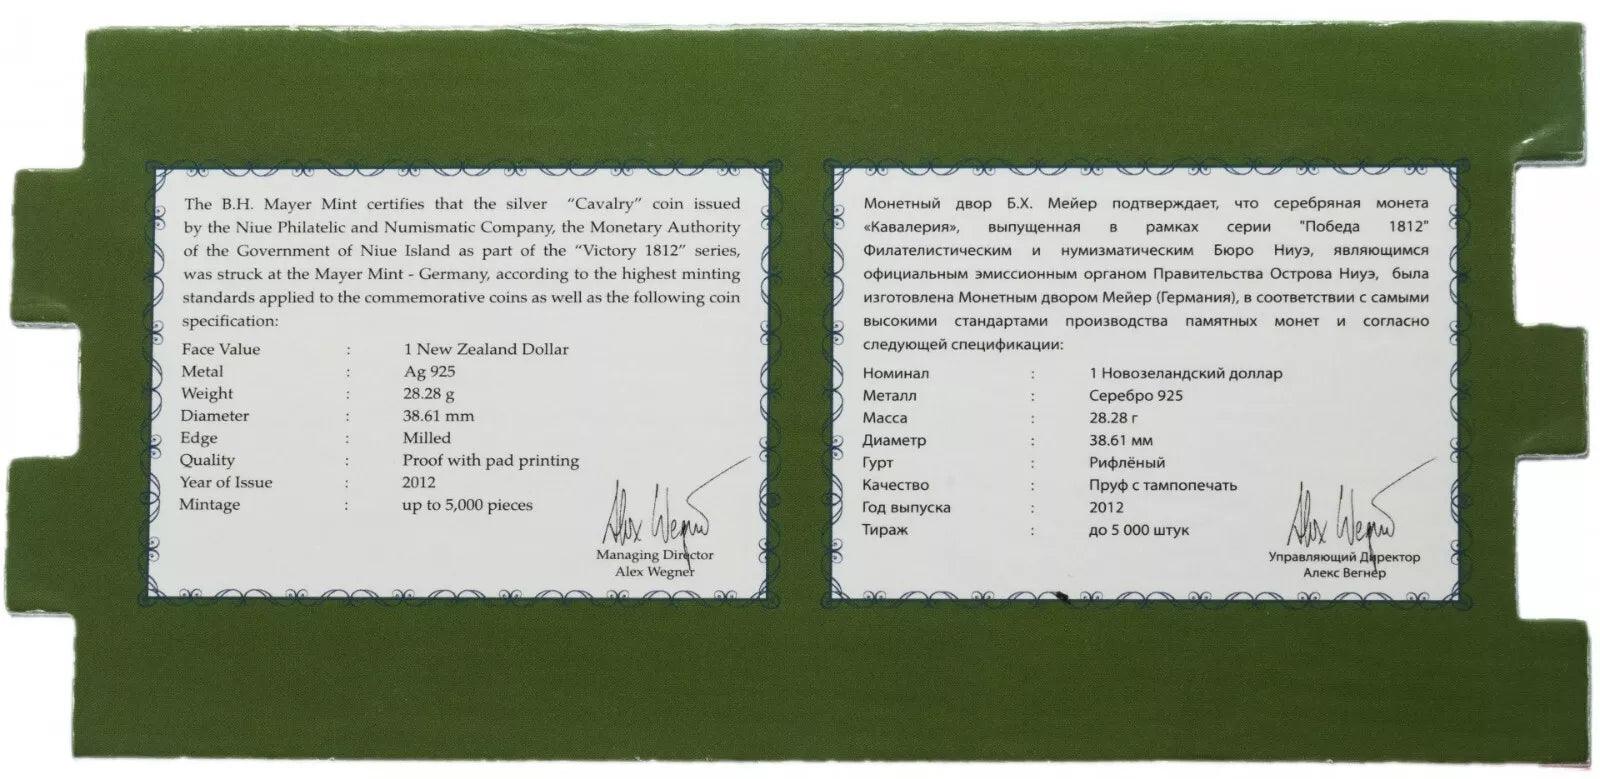 The B.H. Mayer Mint certifies that the silver “Cavalry” coin issued
by the Niue Philatelic and Numismatic Company, the Monetary Authority
of the Government of Niue Island as part of the “Victory 1812” series,
was struck at the Mayer Mint - Germany, according to the highest minting
standards applied to the commemorative coins as well as the following coin
specification:
Face Value : 1 New Zealand Dollar
Metal : Ag 925
Weight : 28.28 g
Diameter : 38.61 mm
Edge : Milled
Quality : Proof with pad printing
Year of Issue : 2012
Mintage : up to 5,000 pieces
Alex Wegner
Managing Director
Alex Wegner
Монетный двор Б.Х. Мейер подтверждает, что серебряная монета
«Кавалерия», выпущенная в рамках серии "Победа 1812"
Филателистическим и нумизматическим Бюро Ниуэ, являющимся
официальным эмиссионным органом Правительства Острова Ниуэ, была
изготовлена Монетным двором Мейер (Германия), в соответствии с самыми
высокими стандартами производства памятных монет и согласно
следующей спецификации:
Номинал : 1 Новозеландский доллар
Металл : Серебро 925
Масса : 28.28 г
Диаметр : 38.61 мм
Гурт : Рифлёный
Качество : Пруф с тампопечать
Год выпуска : 2012
Тираж : до 5 000 штук
Alex Wegner
Управляющий Директор
Алекс Вегнер